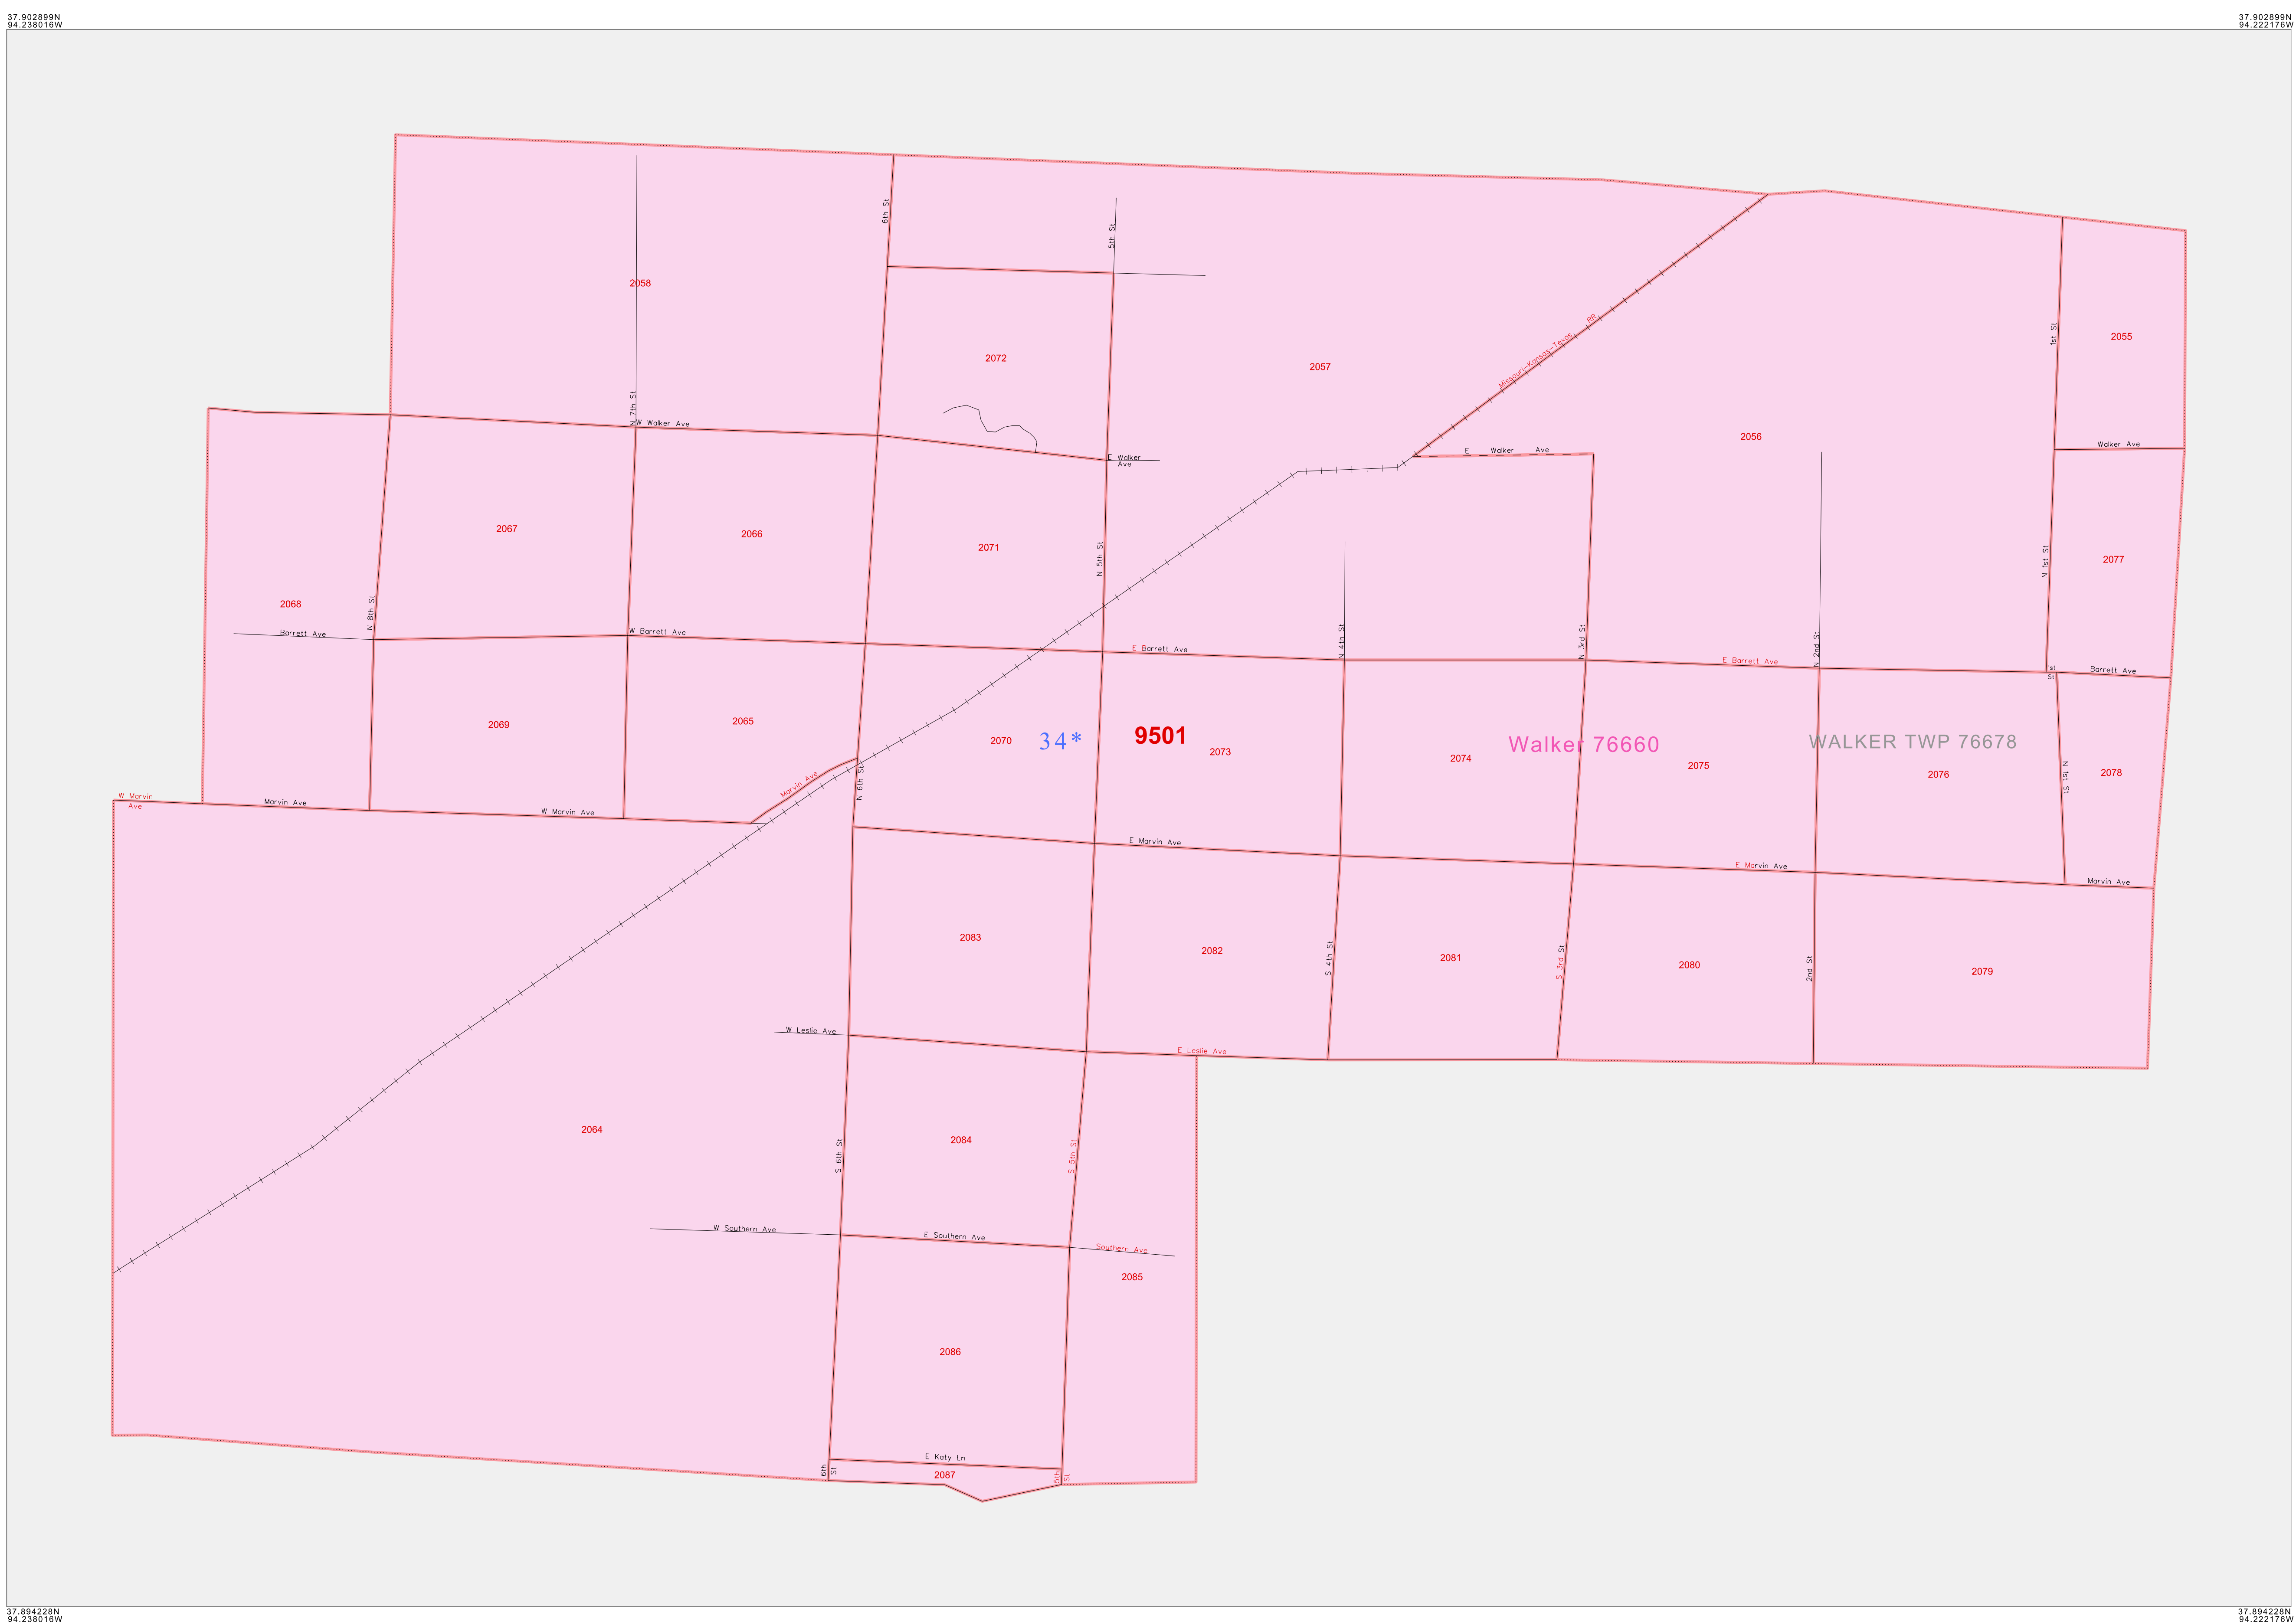 37.902899N
94.238016W
37.902899N
94.222176W
6th St
5th St
2058
Missouri-Kansas-Texas RR
1st St
2055
2072
2057
N 7th St
W Walker Ave
2056
E Walker Ave
Walker Ave
E Walker
Ave
2067
2066
2071
N 5th St
N 1st St
2077
2068
N 8th St
Barrett Ave
W Barrett Ave
E Barrett Ave
N 4th St
N 3rd St
E Barrett Ave
N 2nd St
1st
St
Barrett Ave
2069
2065
2070
34*
9501
2073
2074
Walker 76660
2075
WALKER TWP 76678
2076
N 1st St
2078
W Marvin
Ave
Marvin Ave
W Marvin Ave
Marvin Ave
N 6th St
E Marvin Ave
E Marvin Ave
Marvin Ave
2083
2082
S 4th St
2081
S 3rd St
2080
2nd St
2079
W Leslie Ave
E Leslie Ave
2064
S 6th St
2084
S 5th St
W Southern Ave
E Southern Ave
Southern Ave
2085
2086
E Katy Ln
6th
St
2087
5th
St
37.894228N
94.238016W
37.894228N
94.222176W